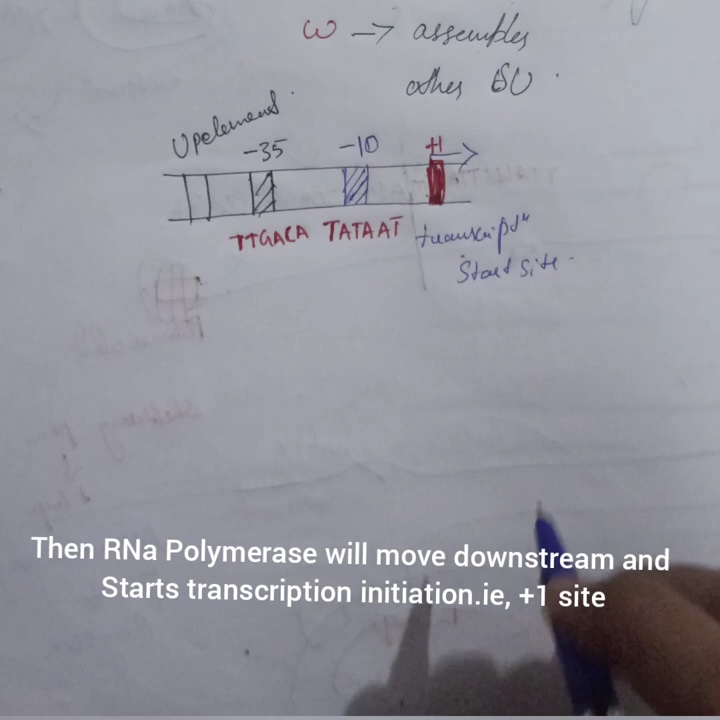 ω → assembles
other SU.
Upelement.
-35 -10 +1
TTGACA TATAAT transcriptⁿ
Start site.
Then RNa Polymerase will move downstream and
Starts transcription initiation.ie, +1 site